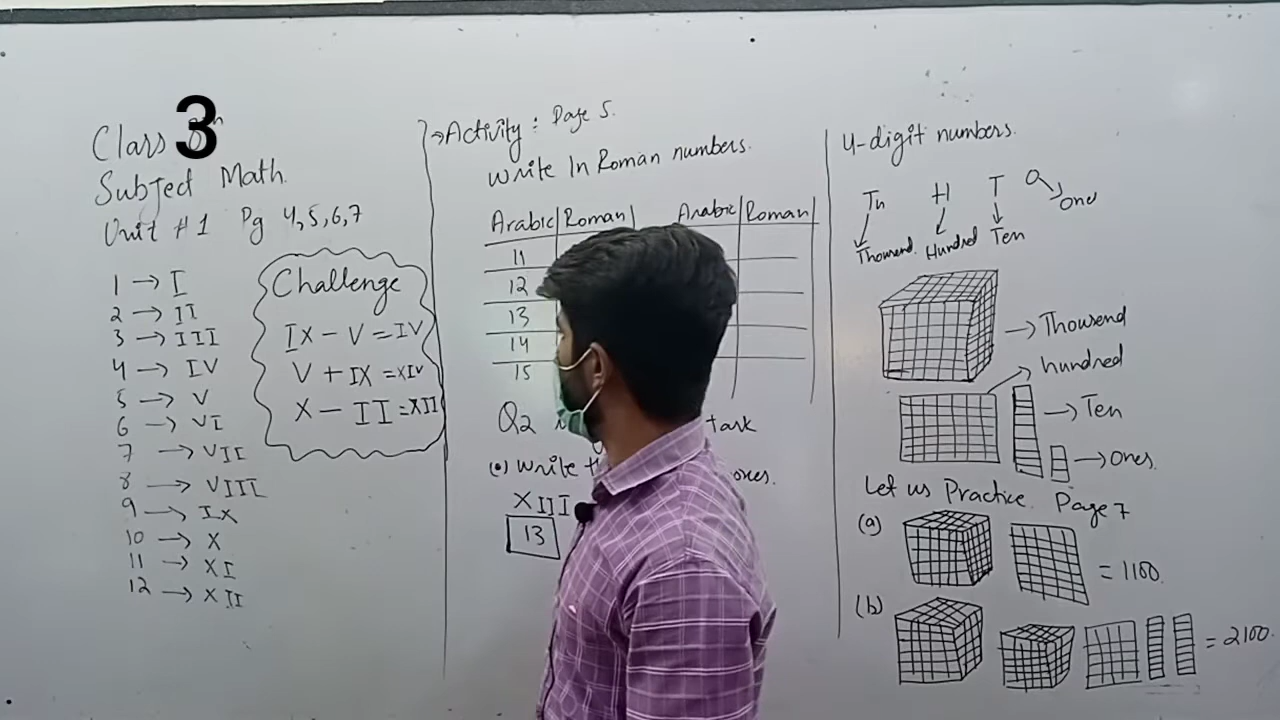 Class 3
Subject Math.
Unit # 1 Pg 4,5,6,7
1 → I
2 → II
3 → III
4 → IV
5 → V
6 → VI
7 → VII
8 → VIII
9 → IX
10 → X
11 → XI
12 → XII
Challenge
IX - V = IV
V + IX = XIV
X - II = XII
→ Activity : Page 5.
Write In Roman numbers.
Arabic | Roman | Arabic | Roman
11
12
13
14
15
Q2 task
(•) Write
XIII
13
4-digit numbers.
Th H T O
Thousend Hundred Ten One
→ Thousend
hundred
→ Ten
→ Ones.
Let us Practice. Page 7
(a) = 1100.
(b) = 2100.